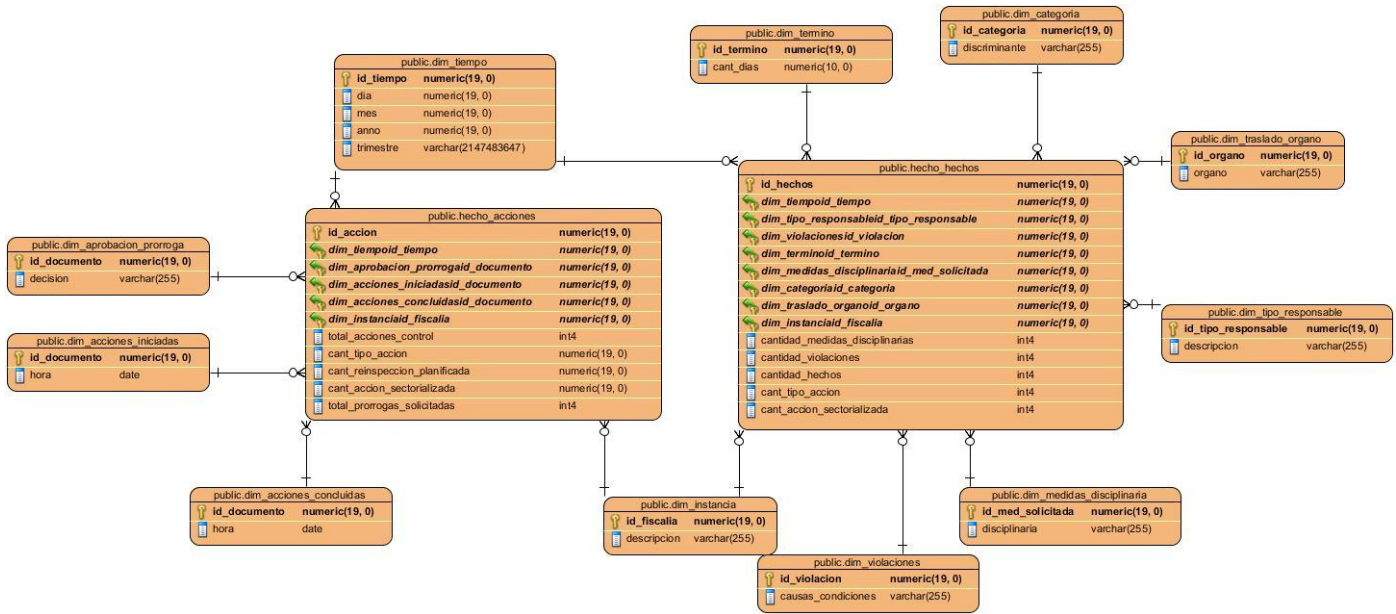 public.dim_categoria
id_categoria numeric(19, 0)
discriminante varchar(255)
public.dim_termino
id_termino numeric(19, 0)
cant_dias numeric(10, 0)
public.dim_tiempo
id_tiempo numeric(19, 0)
dia numeric(19, 0)
mes numeric(19, 0)
anno numeric(19, 0)
trimestre varchar(2147483647)
public.dim_traslado_organo
id_organo numeric(19, 0)
organo varchar(255)
public.hecho_hechos
id_hechos numeric(19, 0)
dim_tiempoid_tiempo numeric(19, 0)
dim_tipo_responsableid_tipo_responsable numeric(19, 0)
dim_violacionesid_violacion numeric(19, 0)
dim_terminoid_termino numeric(19, 0)
dim_medidas_disciplinariaid_med_solicitada numeric(19, 0)
dim_categoriaid_categoria numeric(19, 0)
dim_traslado_organoid_organo numeric(19, 0)
dim_instanciaid_fiscalia numeric(19, 0)
cantidad_medidas_disciplinarias int4
cantidad_violaciones int4
cantidad_hechos int4
cant_tipo_accion int4
cant_accion_sectorializada int4
public.hecho_acciones
id_accion numeric(19, 0)
dim_tiempoid_tiempo numeric(19, 0)
dim_aprobacion_prorrogaid_documento numeric(19, 0)
dim_acciones_iniciadasid_documento numeric(19, 0)
dim_acciones_concluidasid_documento numeric(19, 0)
dim_instanciaid_fiscalia numeric(19, 0)
total_acciones_control int4
cant_tipo_accion numeric(19, 0)
cant_reinspeccion_planificada numeric(19, 0)
cant_accion_sectorializada numeric(19, 0)
total_prorrogas_solicitadas int4
public.dim_aprobacion_prorroga
id_documento numeric(19, 0)
decision varchar(255)
public.dim_acciones_iniciadas
id_documento numeric(19, 0)
hora date
public.dim_tipo_responsable
id_tipo_responsable numeric(19, 0)
descripcion varchar(255)
public.dim_acciones_concluidas
id_documento numeric(19, 0)
hora date
public.dim_instancia
id_fiscalia numeric(19, 0)
descripcion varchar(255)
public.dim_medidas_disciplinaria
id_med_solicitada numeric(19, 0)
disciplinaria varchar(255)
public.dim_violaciones
id_violacion numeric(19, 0)
causas_condiciones varchar(255)